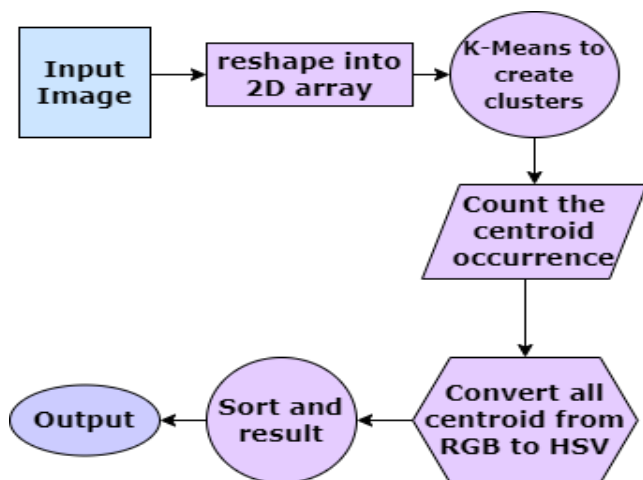 Input
Image
reshape into
2D array
K-Means to
create
clusters
Count the
centroid
occurrence
Convert all
centroid from
RGB to HSV
Sort and
result
Output